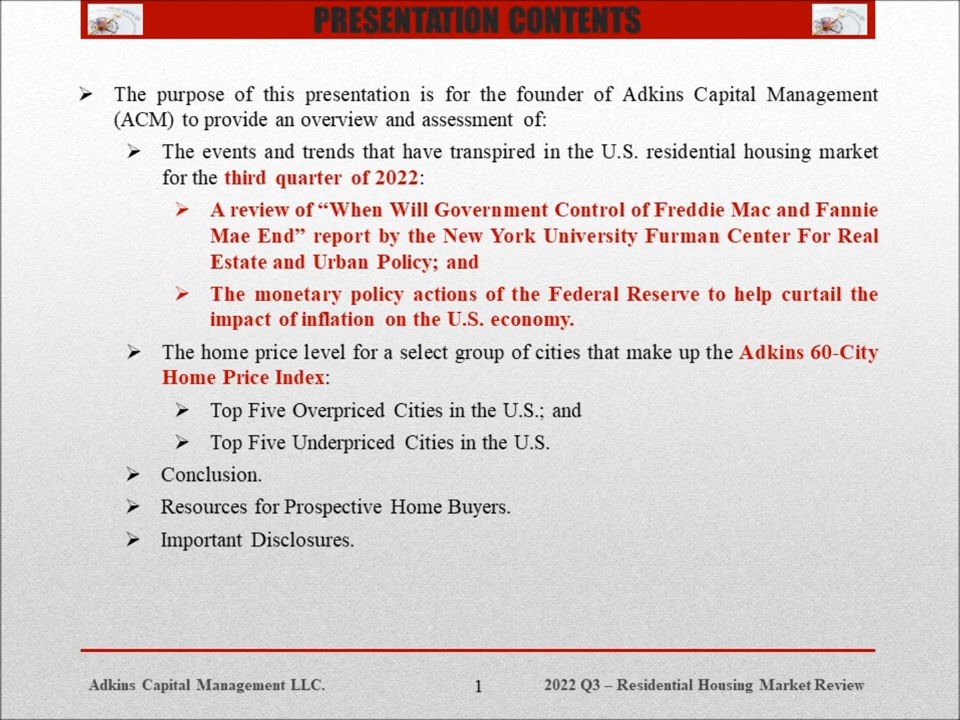 PRESENTATION CONTENTS
The purpose of this presentation is for the founder of Adkins Capital Management
(ACM) to provide an overview and assessment of:
The events and trends that have transpired in the U.S. residential housing market
for the third quarter of 2022:
A review of “When Will Government Control of Freddie Mac and Fannie
Mae End” report by the New York University Furman Center For Real
Estate and Urban Policy; and
The monetary policy actions of the Federal Reserve to help curtail the
impact of inflation on the U.S. economy.
The home price level for a select group of cities that make up the Adkins 60-City
Home Price Index:
Top Five Overpriced Cities in the U.S.; and
Top Five Underpriced Cities in the U.S.
Conclusion.
Resources for Prospective Home Buyers.
Important Disclosures.
Adkins Capital Management LLC.
1
2022 Q3 – Residential Housing Market Review